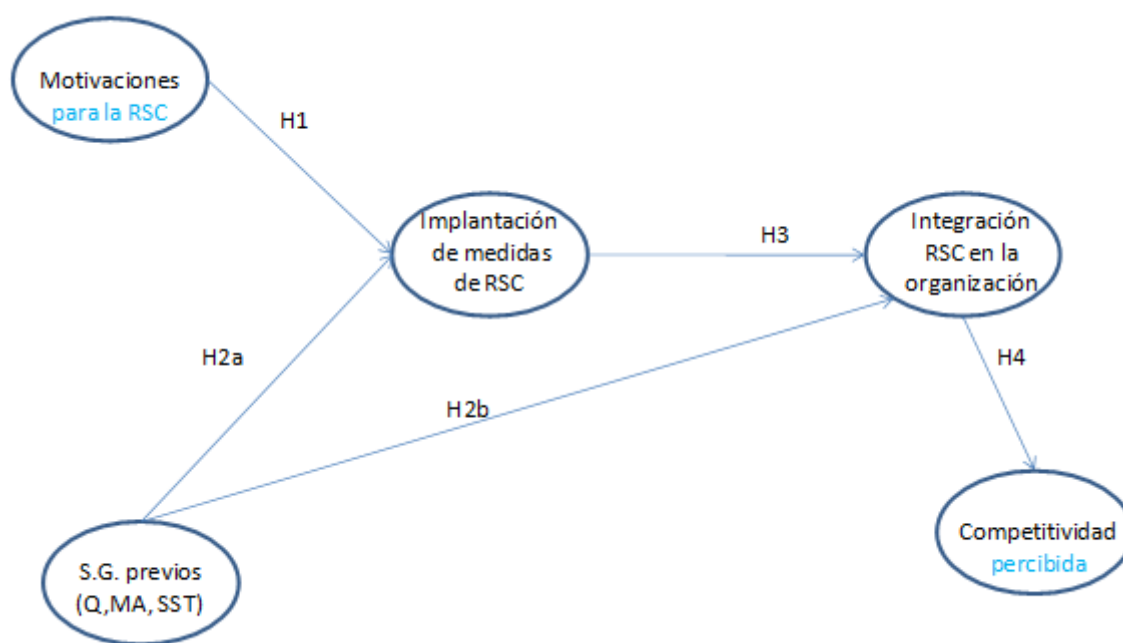 Motivaciones
para la RSC
H1
Implantación
de medidas
de RSC
H3
Integración
RSC en la
organización
H2a
H2b
H4
S.G. previos
(Q,MA, SST)
Competitividad
percibida